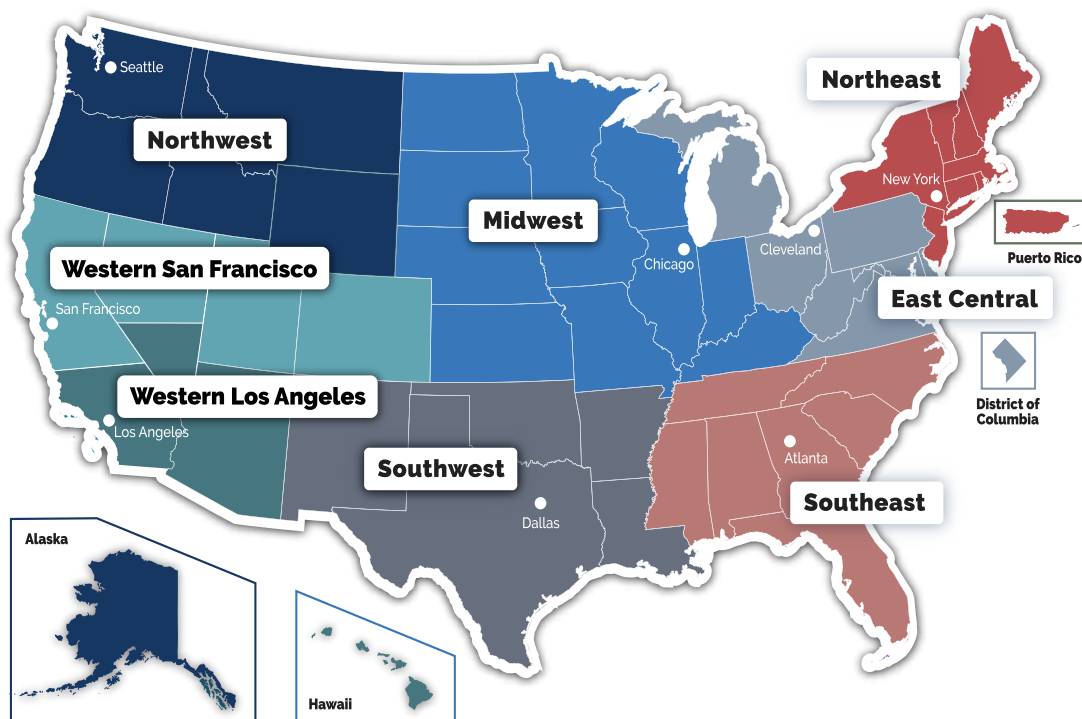 Seattle
Northeast
Northwest
New York
Midwest
Cleveland
Puerto Rico
Chicago
Western San Francisco
East Central
San Francisco
Western Los Angeles
District of
Columbia
Los Angeles
Atlanta
Southwest
Southeast
Dallas
Alaska
Hawaii